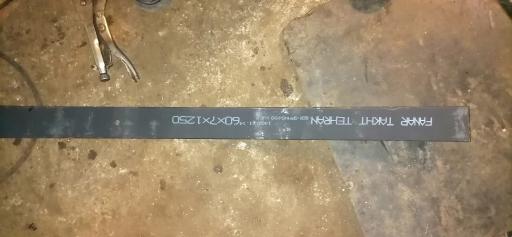 FANAR TAKHT TEHRAN 60X7X1250